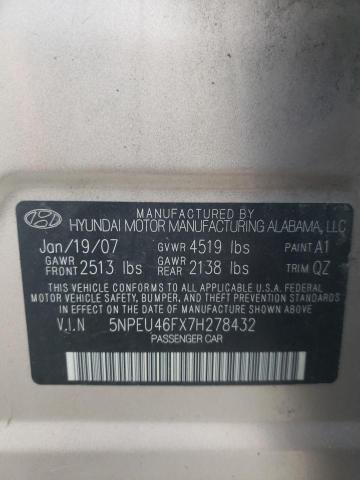 MANUFACTURED BY
HYUNDAI MOTOR MANUFACTURING ALABAMA, LLC
Jan/19/07 GVWR 4519 lbs PAINT A1
GAWR FRONT 2513 lbs GAWR REAR 2138 lbs TRIM QZ
THIS VEHICLE CONFORMS TO ALL APPLICABLE U.S. FEDERAL
MOTOR VEHICLE SAFETY, BUMPER, AND THEFT PREVENTION
STANDARDS IN EFFECT ON THE DATE OF MANUFACTURE SHOWN ABOVE.
V.I.N 5NPEU46FX7H278432
PASSENGER CAR